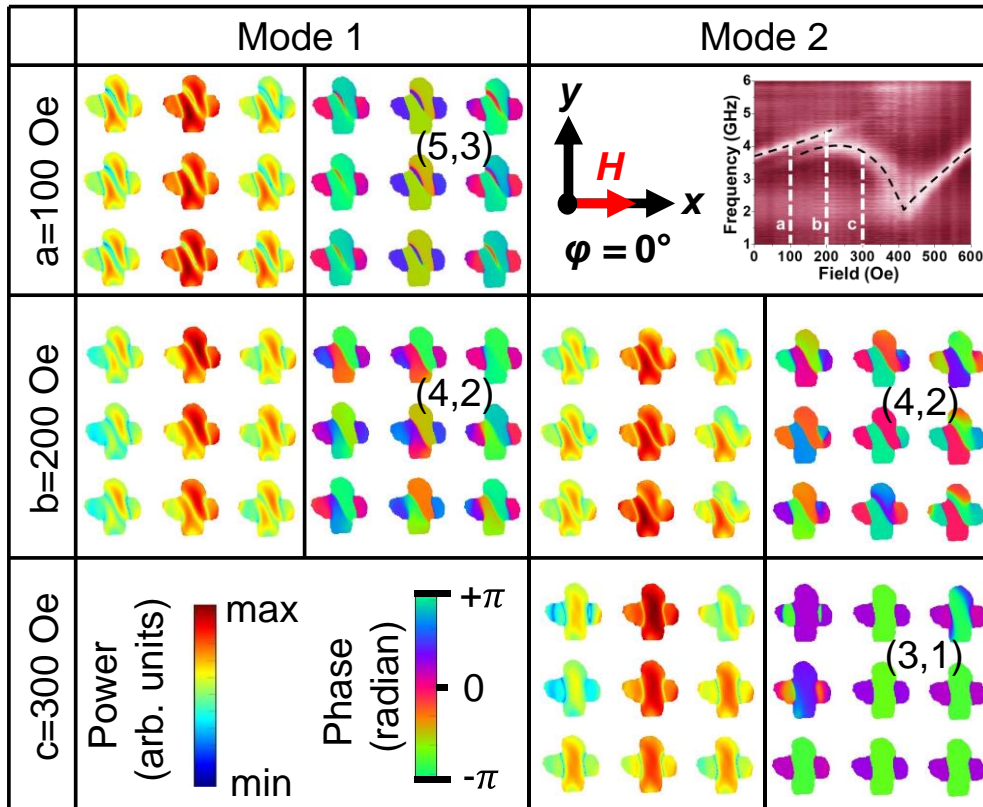 Mode 1
Mode 2
a=100 Oe
(5,3)
y
H
x
φ = 0°
Frequency (GHz)
6
5
4
3
2
1
a
b
c
0 100 200 300 400 500 600
Field (Oe)
b=200 Oe
(4,2)
(4,2)
c=300 Oe
Power
(arb. units)
max
min
Phase
(radian)
+π
0
-π
(3,1)